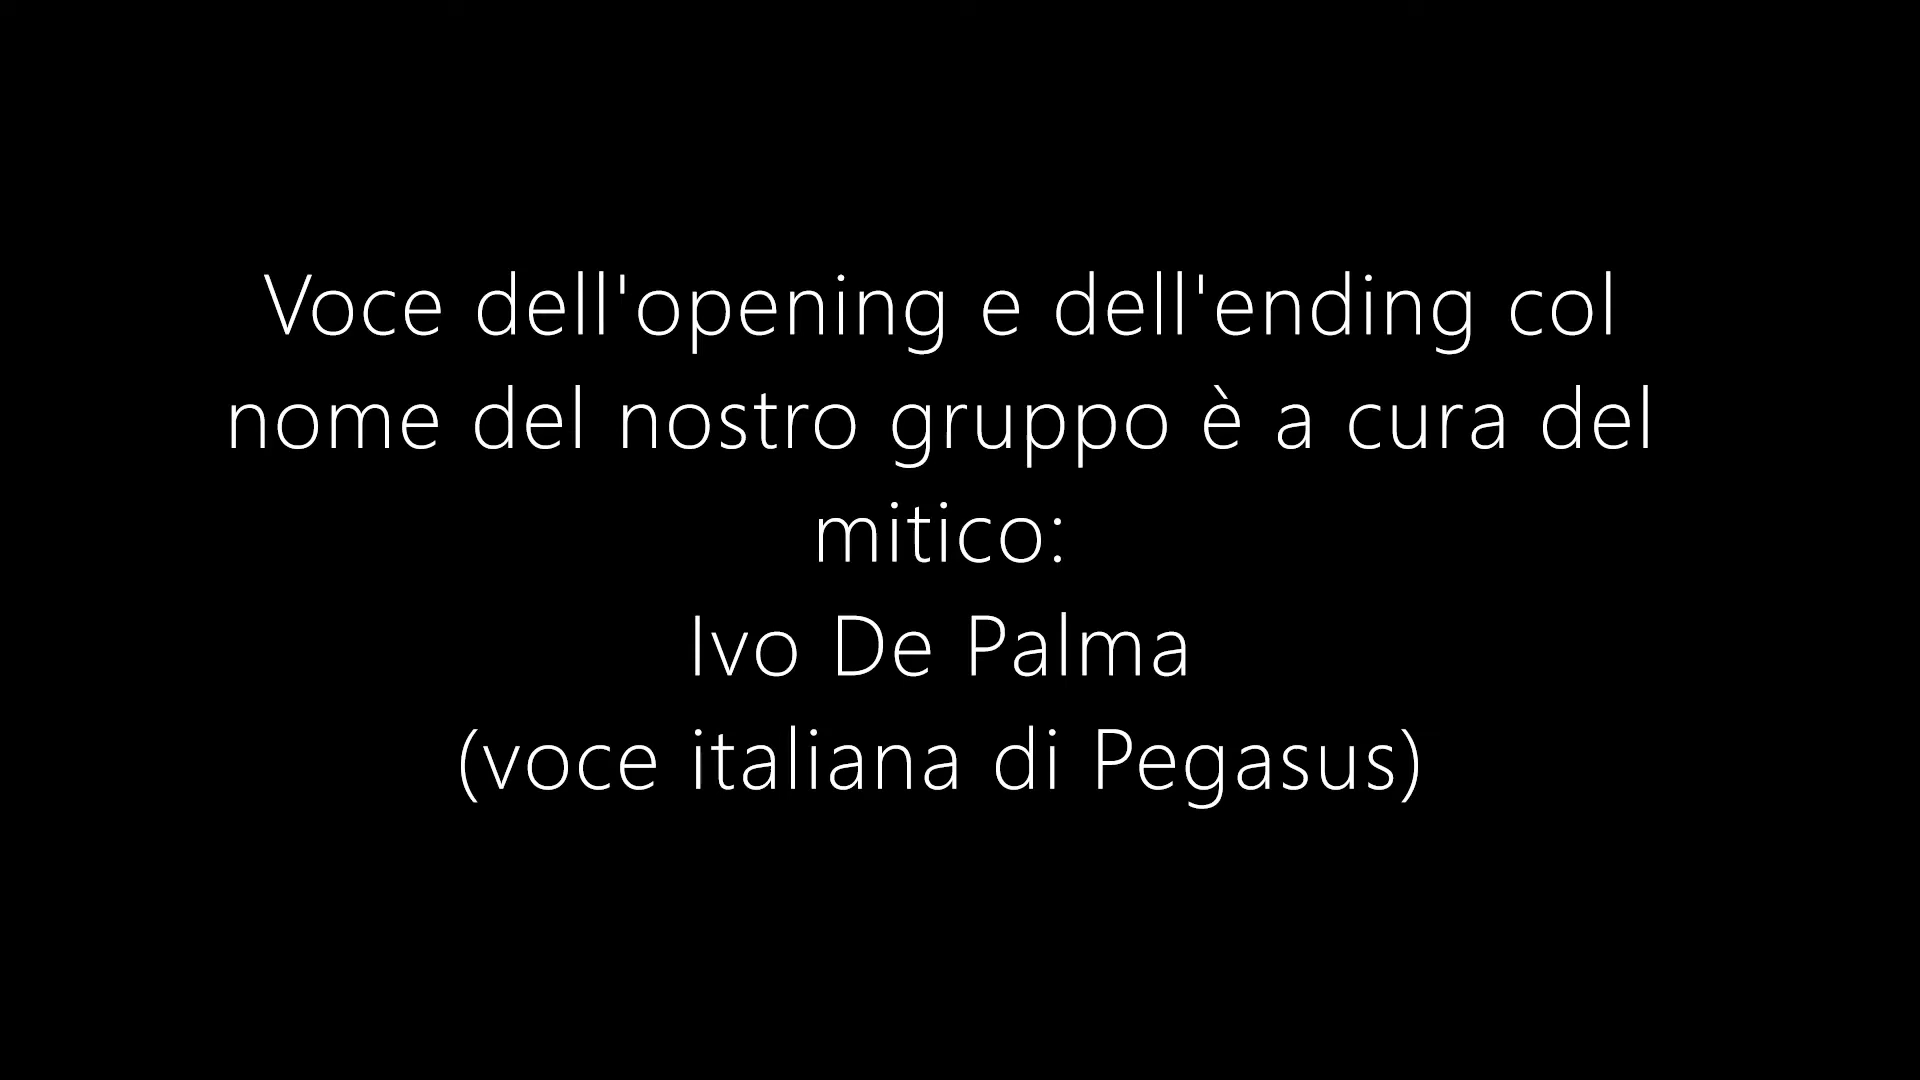 Voce dell'opening e dell'ending col
nome del nostro gruppo è a cura del
mitico:
Ivo De Palma
(voce italiana di Pegasus)